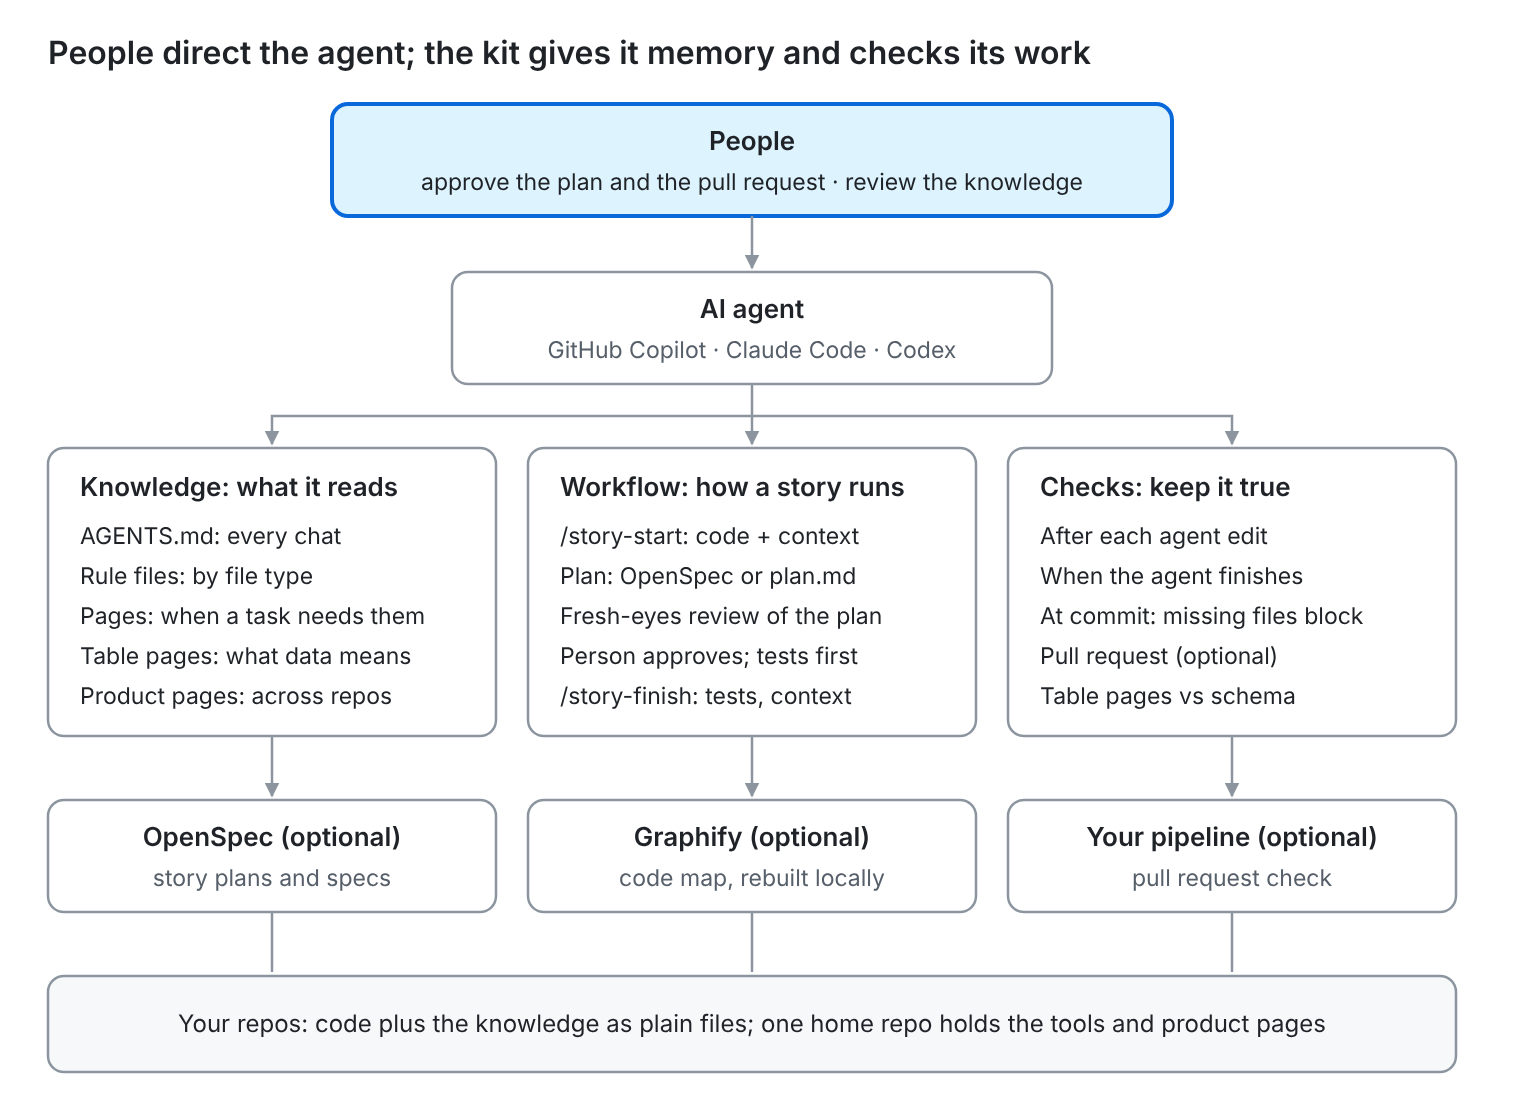 People direct the agent; the kit gives it memory and checks its work
People
approve the plan and the pull request · review the knowledge
AI agent
GitHub Copilot · Claude Code · Codex
Knowledge: what it reads
AGENTS.md: every chat
Rule files: by file type
Pages: when a task needs them
Table pages: what data means
Product pages: across repos
Workflow: how a story runs
/story-start: code + context
Plan: OpenSpec or plan.md
Fresh-eyes review of the plan
Person approves; tests first
/story-finish: tests, context
Checks: keep it true
After each agent edit
When the agent finishes
At commit: missing files block
Pull request (optional)
Table pages vs schema
OpenSpec (optional)
story plans and specs
Graphify (optional)
code map, rebuilt locally
Your pipeline (optional)
pull request check
Your repos: code plus the knowledge as plain files; one home repo holds the tools and product pages